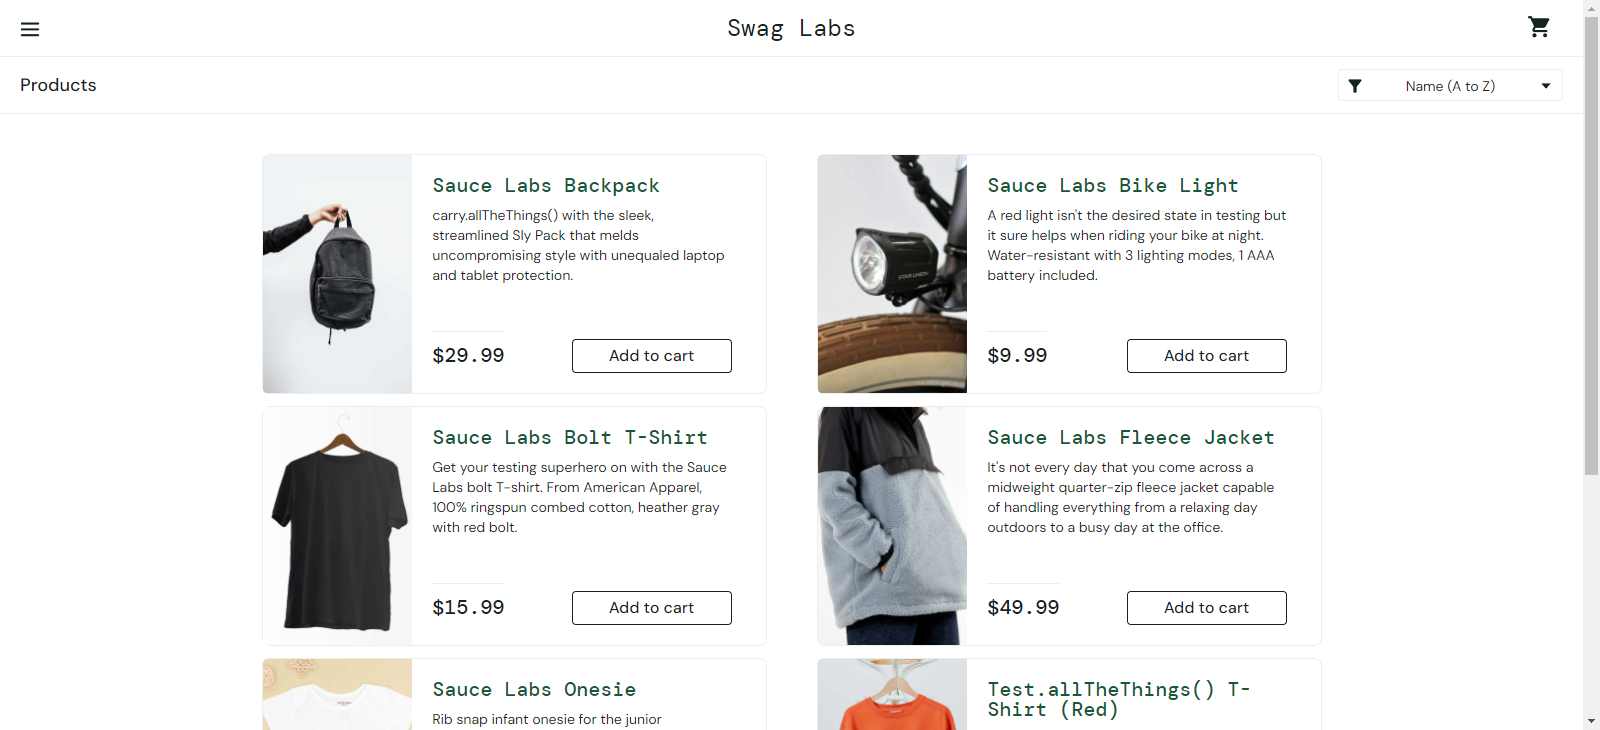 Swag Labs
Products
Name (A to Z)
Sauce Labs Backpack
carry.allTheThings() with the sleek,
streamlined Sly Pack that melds
uncompromising style with unequaled laptop
and tablet protection.
$29.99
Add to cart
Sauce Labs Bike Light
A red light isn't the desired state in testing but
it sure helps when riding your bike at night.
Water-resistant with 3 lighting modes, 1 AAA
battery included.
STAR UNION
$9.99
Add to cart
Sauce Labs Bolt T-Shirt
Get your testing superhero on with the Sauce
Labs bolt T-shirt. From American Apparel,
100% ringspun combed cotton, heather gray
with red bolt.
$15.99
Add to cart
Sauce Labs Fleece Jacket
It's not every day that you come across a
midweight quarter-zip fleece jacket capable
of handling everything from a relaxing day
outdoors to a busy day at the office.
$49.99
Add to cart
Sauce Labs Onesie
Rib snap infant onesie for the junior
Test.allTheThings() T-
Shirt (Red)